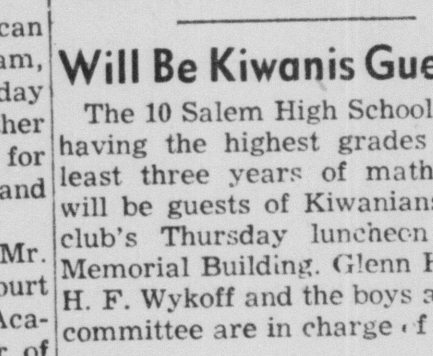 can
am,
day
her
for
and
Mr.
ourt
Aca-
r of
Will Be Kiwanis Gue
The 10 Salem High School
having the highest grades
least three years of math
will be guests of Kiwanians
club's Thursday luncheon
Memorial Building. Glenn
H. F. Wykoff and the boys a
committee are in charge of